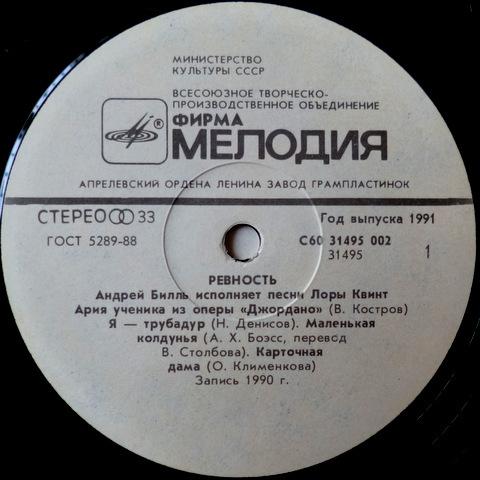 МИНИСТЕРСТВО
КУЛЬТУРЫ СССР
ВСЕСОЮЗНОЕ ТВОРЧЕСКО-
ПРОИЗВОДСТВЕННОЕ ОБЪЕДИНЕНИЕ
®
ФИРМА
МЕЛОДИЯ
АПРЕЛЕВСКИЙ ОРДЕНА ЛЕНИНА ЗАВОД ГРАМПЛАСТИНОК
СТЕРЕО 33
Год выпуска 1991
ГОСТ 5289-88
С60 31495 002
31495
1
РЕВНОСТЬ
Андрей Билль исполняет песни Лоры Квинт
Ария ученика из оперы «Джордано» (В. Костров)
Я — трубадур (Н. Денисов). Маленькая
колдунья (А. Х. Боэсс, перевод
В. Столбова). Карточная
дама (О. Клименкова)
Запись 1990 г.